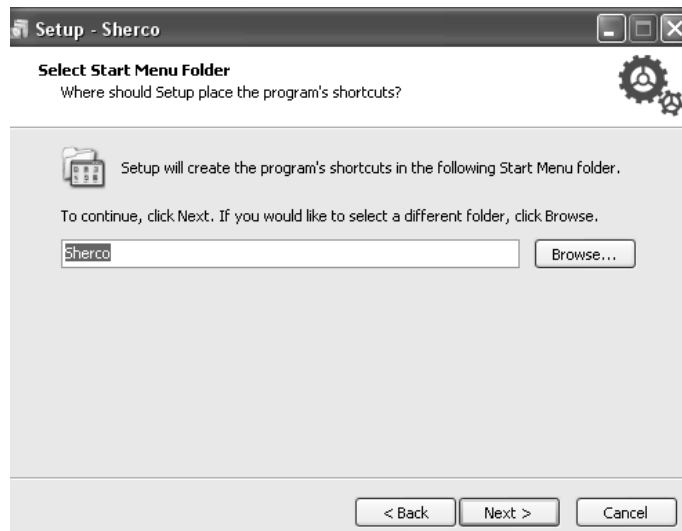 Setup - Sherco
Select Start Menu Folder
Where should Setup place the program's shortcuts?
Setup will create the program's shortcuts in the following Start Menu folder.
To continue, click Next. If you would like to select a different folder, click Browse.
Sherco
Browse...
< Back
Next >
Cancel